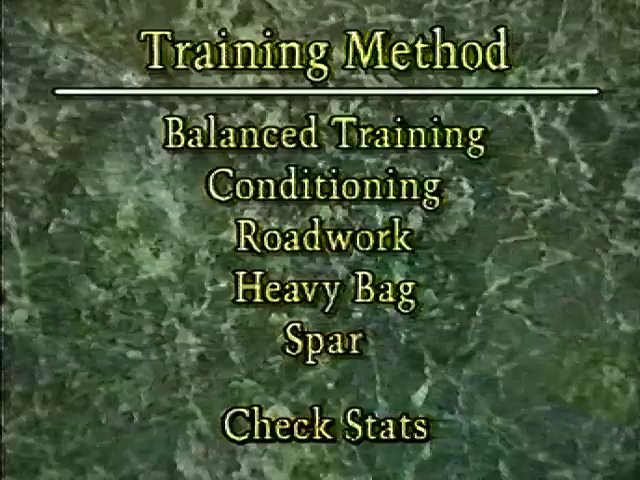 Training Method
Balanced Training
Conditioning
Roadwork
Heavy Bag
Spar
Check Stats